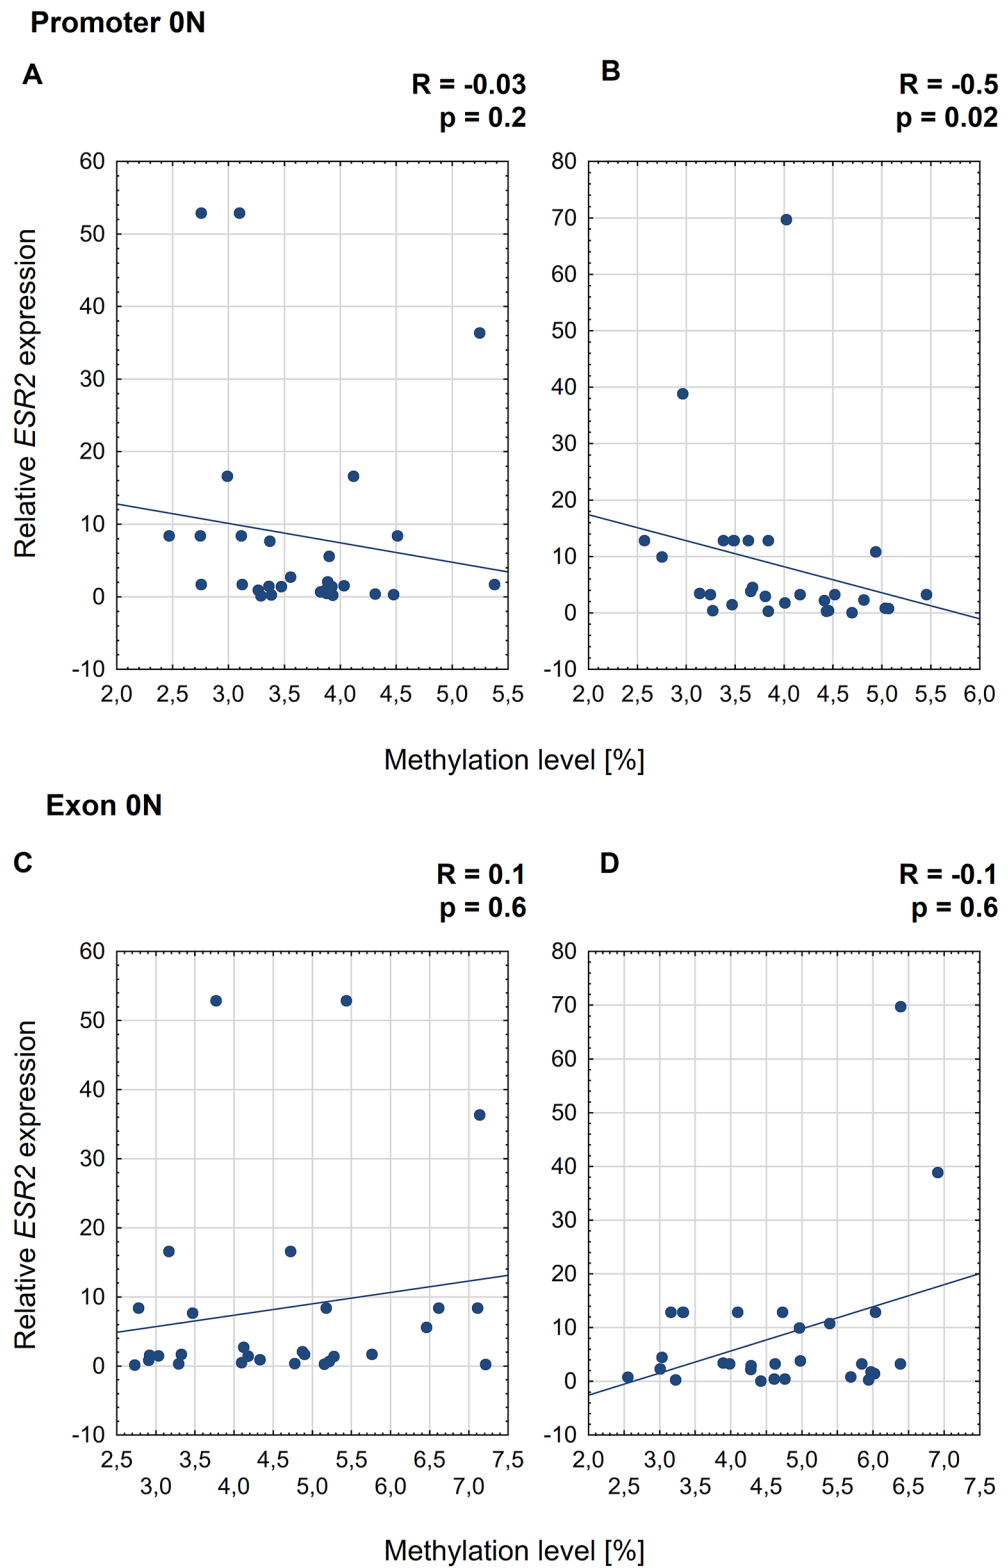 Promoter 0N
A
R = -0.03
p = 0.2
B
R = -0.5
p = 0.02
Relative ESR2 expression
60
50
40
30
20
10
0
-10
2,0 2,5 3,0 3,5 4,0 4,5 5,0 5,5
80
70
60
50
40
30
20
10
0
-10
2,0 2,5 3,0 3,5 4,0 4,5 5,0 5,5 6,0
Methylation level [%]
Exon 0N
C
R = 0.1
p = 0.6
D
R = -0.1
p = 0.6
Relative ESR2 expression
60
50
40
30
20
10
0
-10
2,5 3,5 4,5 5,5 6,5 7,5
3,0 4,0 5,0 6,0 7,0
80
70
60
50
40
30
20
10
0
-10
2,0 3,0 4,0 5,0 6,0 7,0
2,5 3,5 4,5 5,5 6,5 7,5
Methylation level [%]